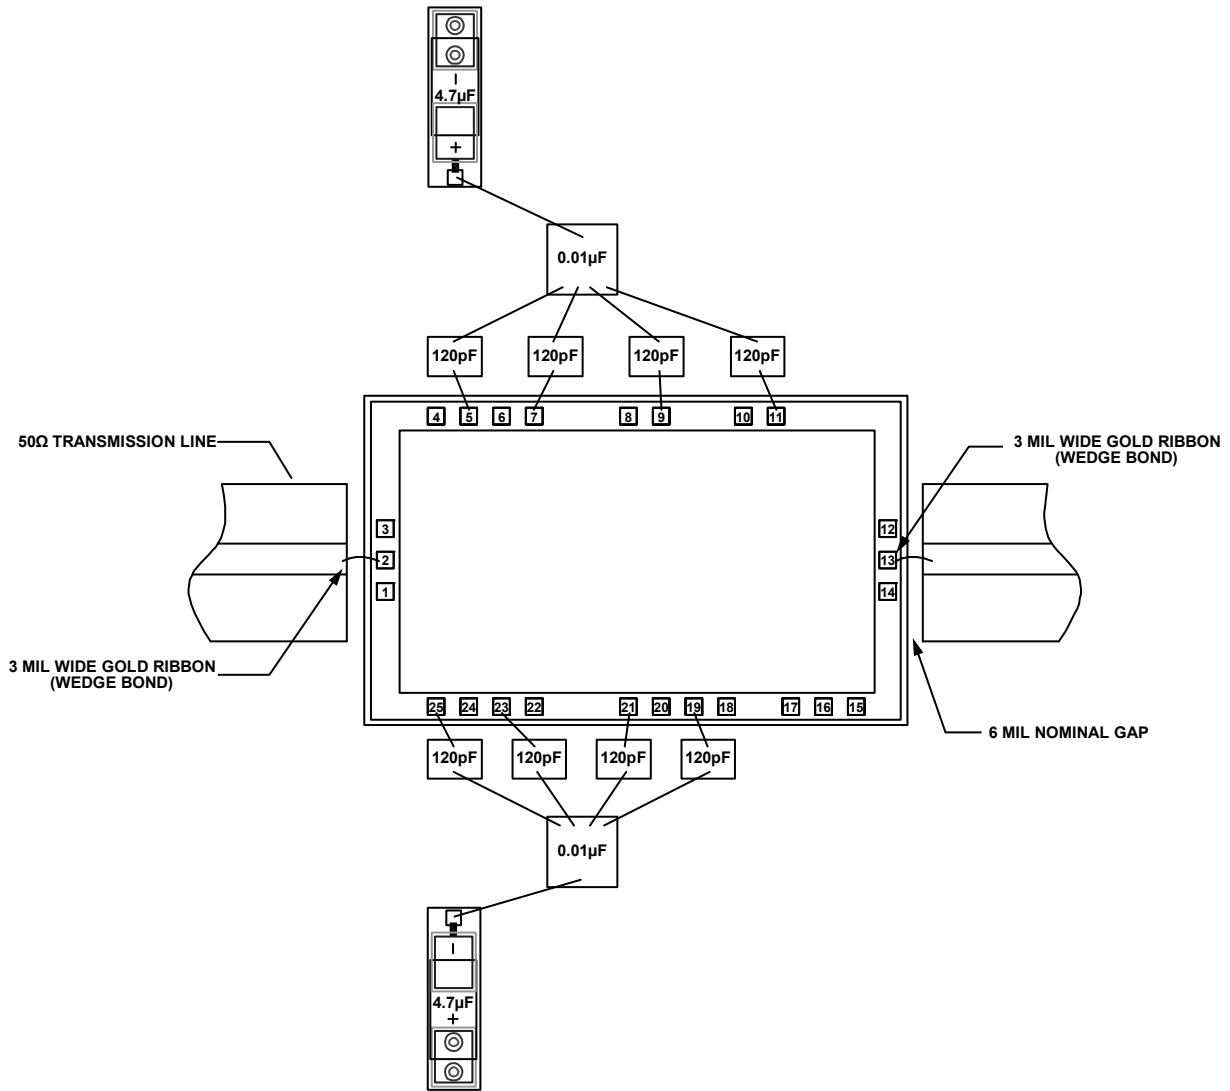 –
4.7µF
+
0.01µF
120pF 120pF 120pF 120pF
4 5 6 7 8 9 10 11
50Ω TRANSMISSION LINE
3 MIL WIDE GOLD RIBBON
(WEDGE BOND)
3
2
1
12
13
14
3 MIL WIDE GOLD RIBBON
(WEDGE BOND)
25 24 23 22 21 20 19 18 17 16 15
6 MIL NOMINAL GAP
120pF 120pF 120pF 120pF
0.01µF
–
4.7µF
+